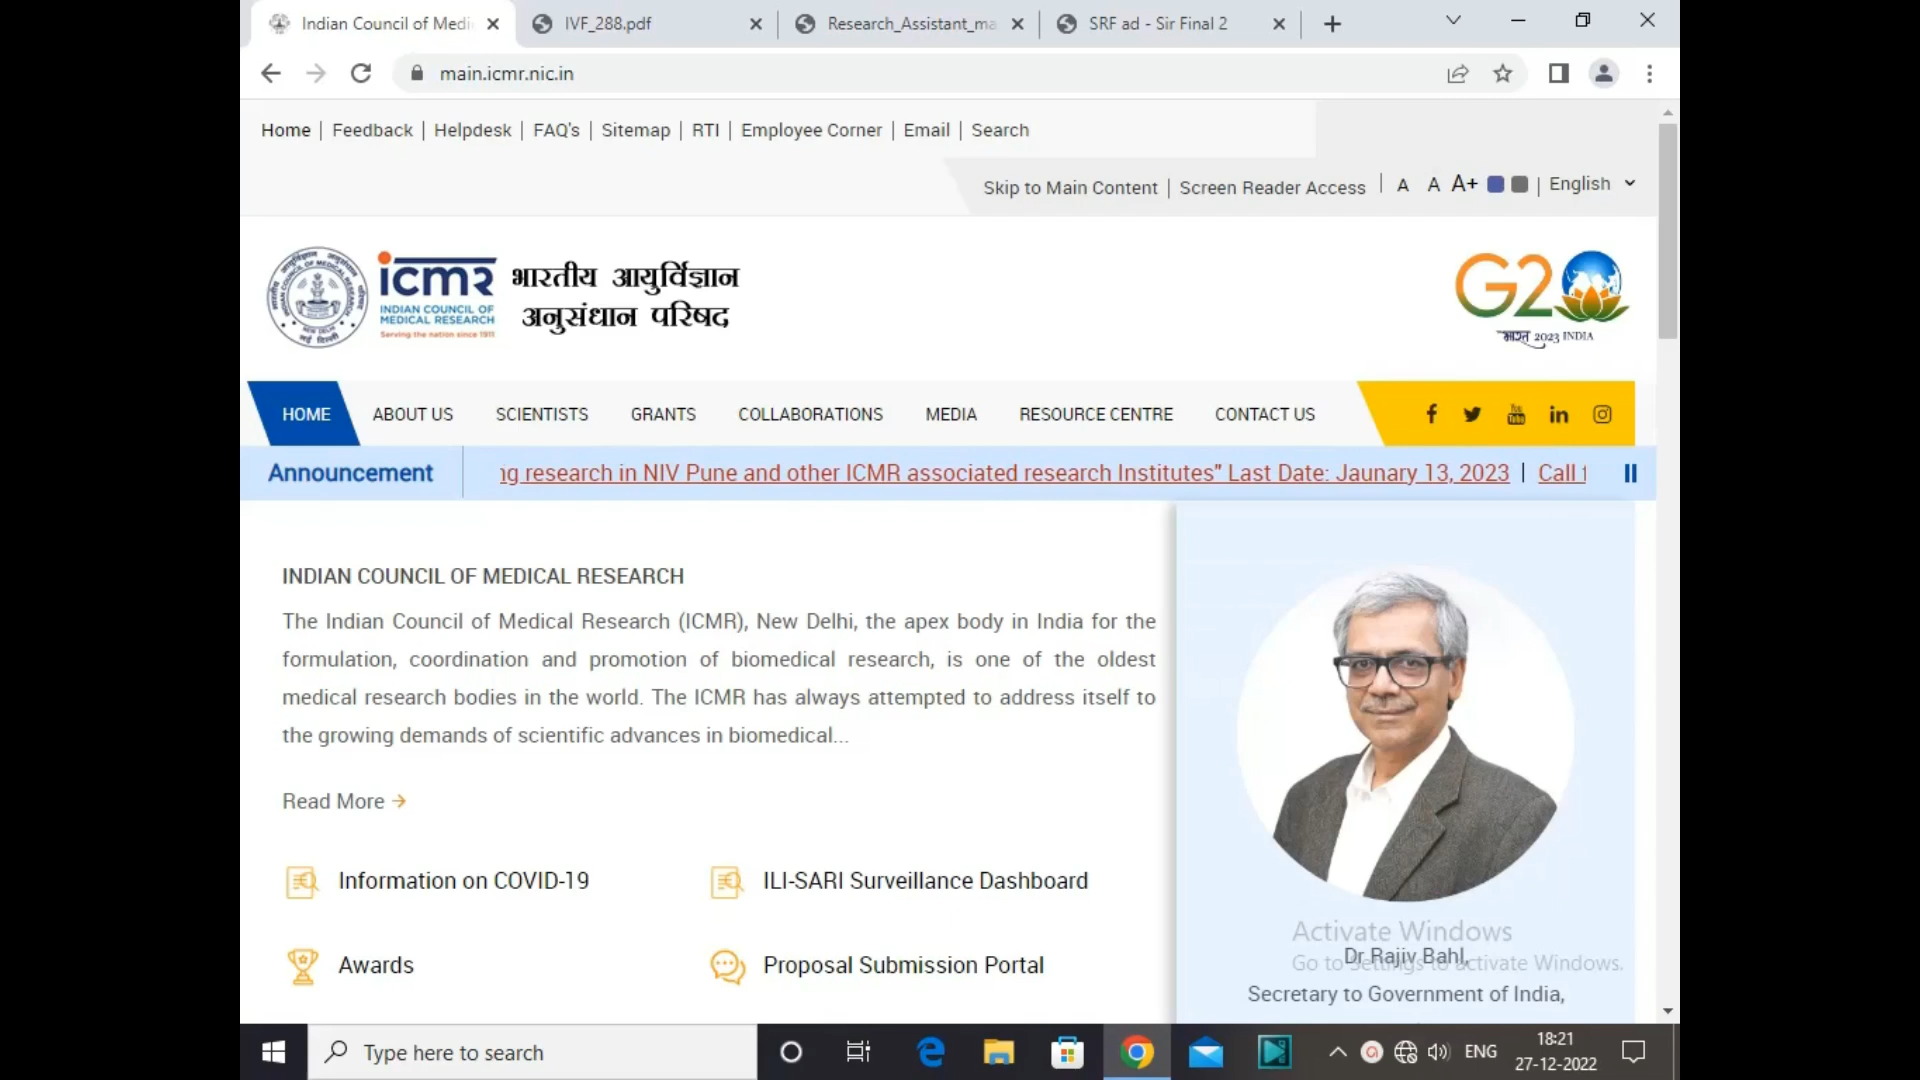 Indian Council of Medi
IVF_288.pdf
Research_Assistant_ma
SRF ad - Sir Final 2
main.icmr.nic.in
Home | Feedback | Helpdesk | FAQ's | Sitemap | RTI | Employee Corner | Email | Search
Skip to Main Content | Screen Reader Access | A A A+ | English
icmr
INDIAN COUNCIL OF
MEDICAL RESEARCH
Serving the nation since 1911
भारतीय आयुर्विज्ञान
अनुसंधान परिषद
G20
भारत 2023 INDIA
HOME ABOUT US SCIENTISTS GRANTS COLLABORATIONS MEDIA RESOURCE CENTRE CONTACT US
Announcement
ng research in NIV Pune and other ICMR associated research Institutes" Last Date: Jaunary 13, 2023 | Call f
INDIAN COUNCIL OF MEDICAL RESEARCH
The Indian Council of Medical Research (ICMR), New Delhi, the apex body in India for the
formulation, coordination and promotion of biomedical research, is one of the oldest
medical research bodies in the world. The ICMR has always attempted to address itself to
the growing demands of scientific advances in biomedical...
Read More
Information on COVID-19
ILI-SARI Surveillance Dashboard
Awards
Proposal Submission Portal
Activate Windows
Go to Settings to activate Windows.
Dr Rajiv Bahl,
Secretary to Government of India,
Type here to search
ENG
18:21
27-12-2022